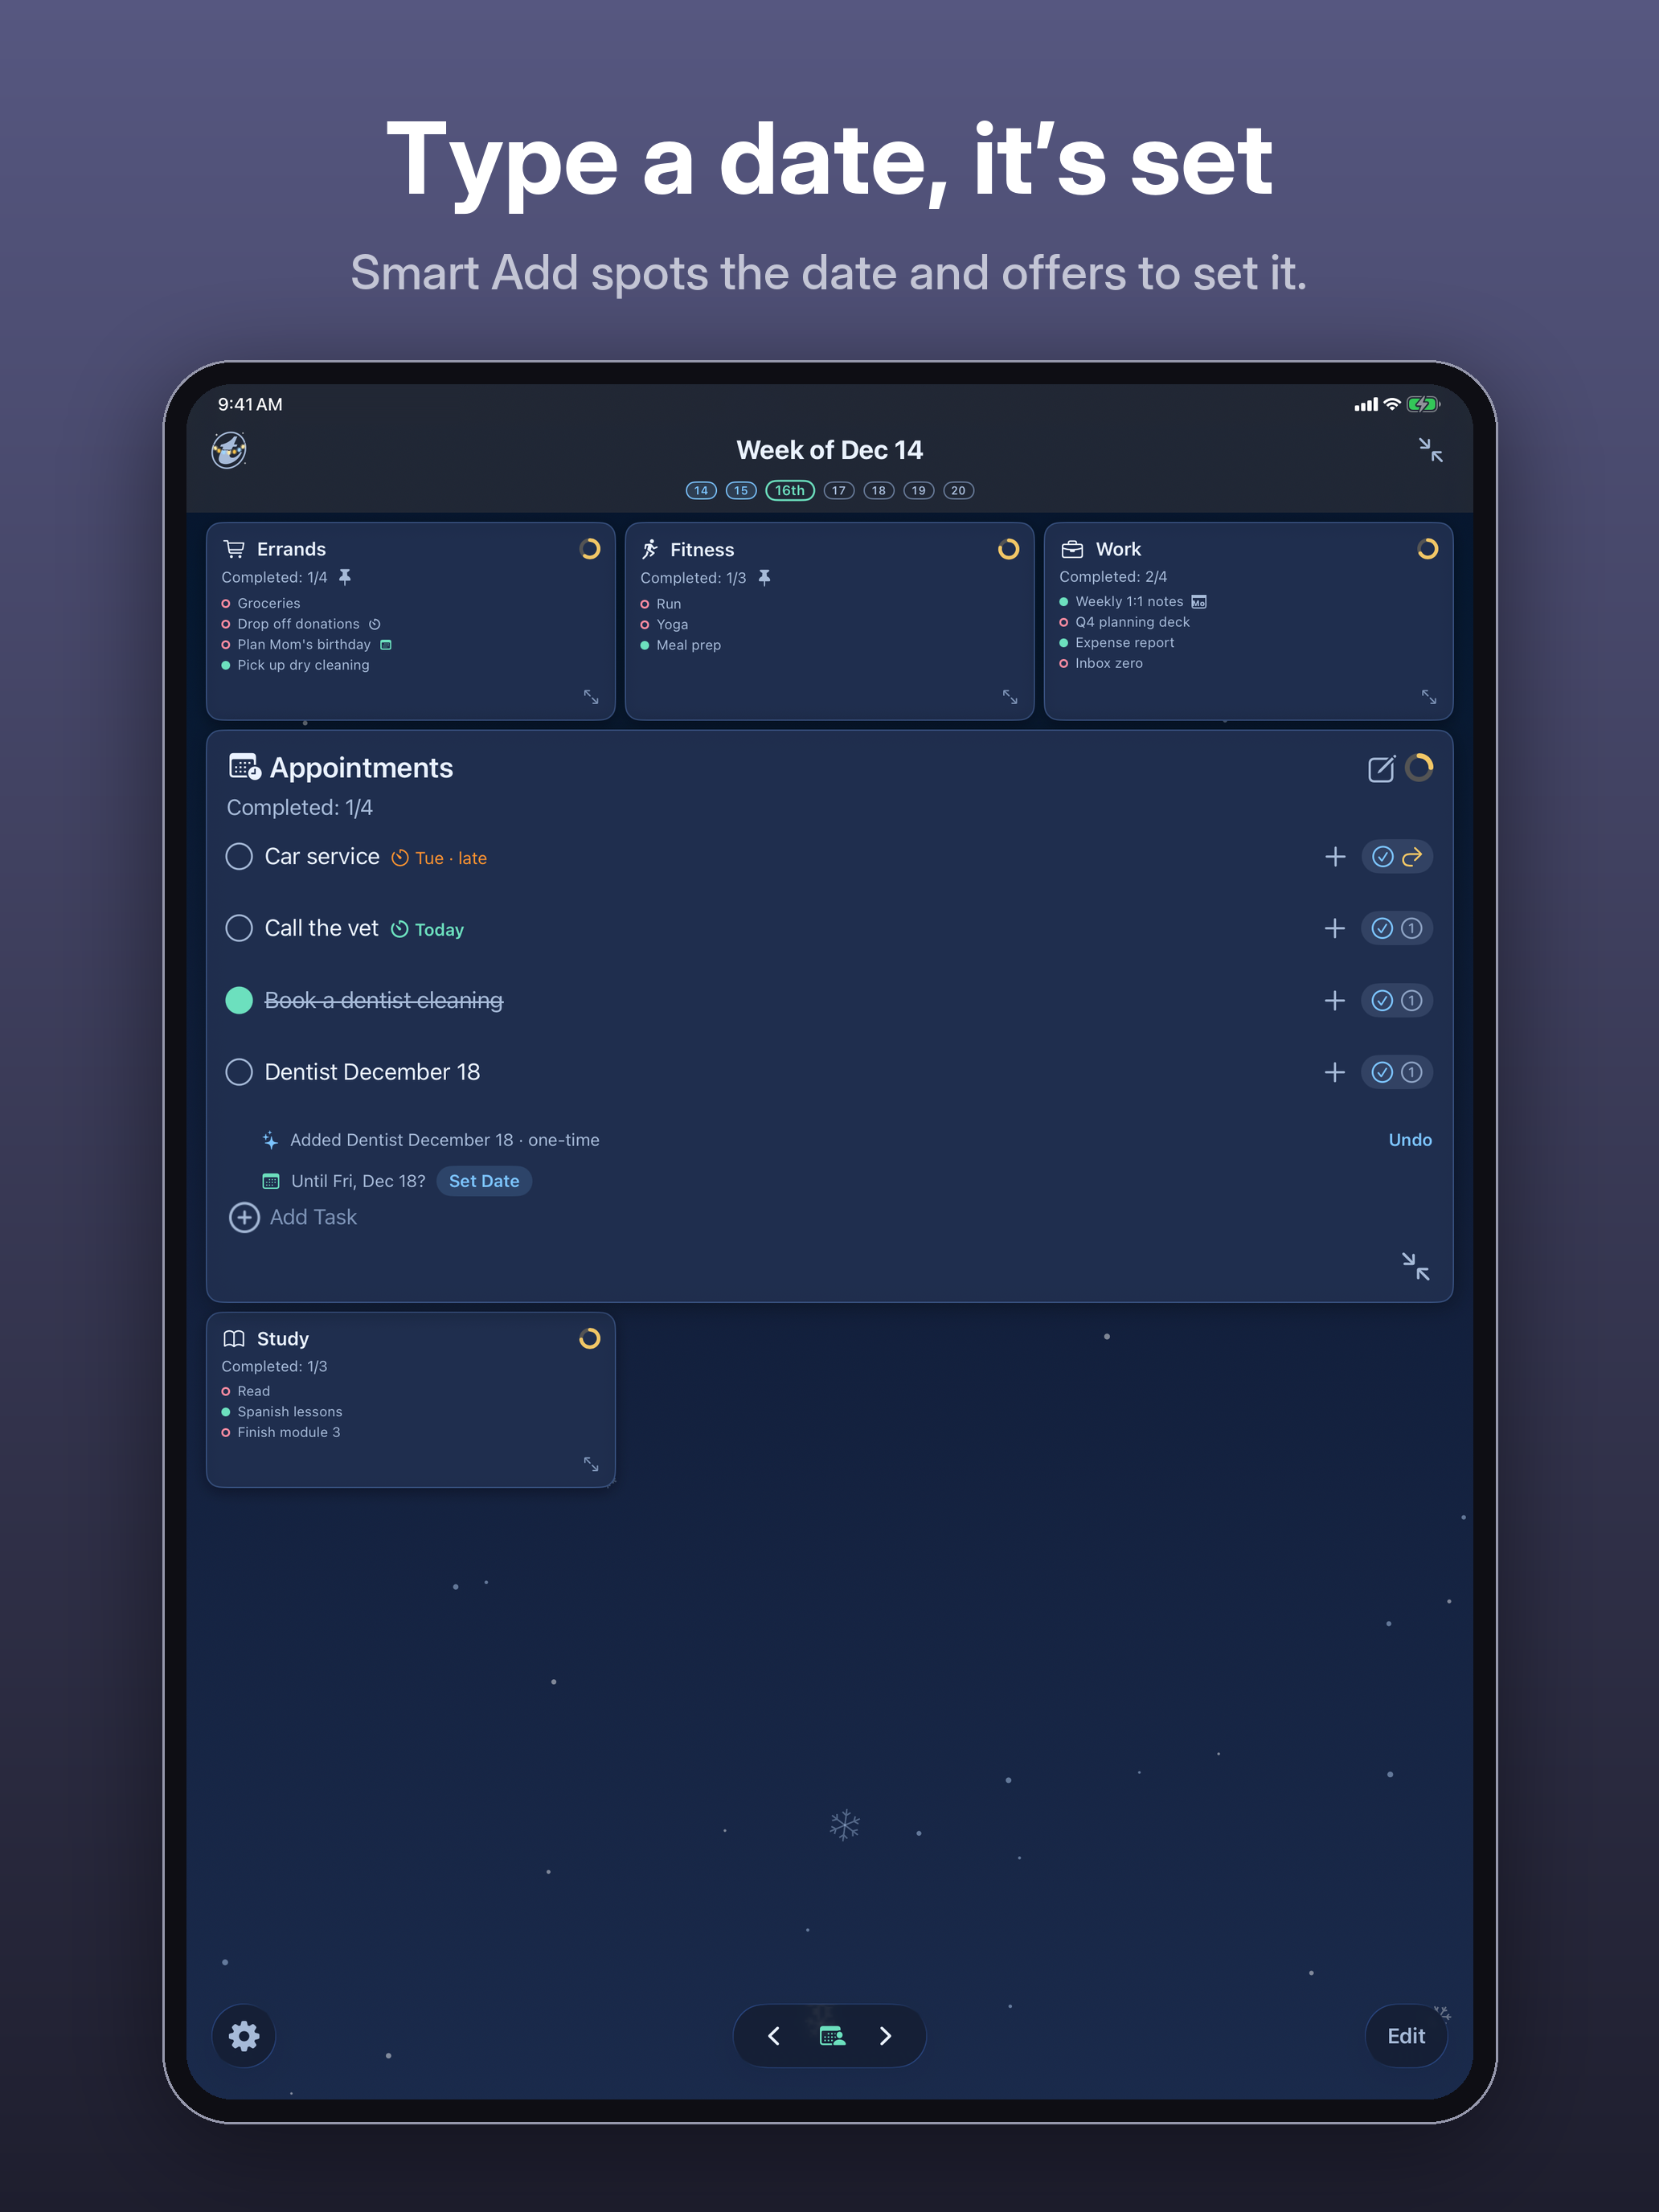 Type a date, it’s set
Smart Add spots the date and offers to set it.
9:41 AM
Week of Dec 14
14 15 16th 17 18 19 20
Errands
Completed: 1/4
Groceries
Drop off donations
Plan Mom's birthday
Pick up dry cleaning
Fitness
Completed: 1/3
Run
Yoga
Meal prep
Work
Completed: 2/4
Weekly 1:1 notes Mo
Q4 planning deck
Expense report
Inbox zero
Appointments
Completed: 1/4
Car service Tue · late
Call the vet Today
1
Book a dentist cleaning
1
Dentist December 18
1
Added Dentist December 18 · one-time Undo
Until Fri, Dec 18? Set Date
Add Task
Study
Completed: 1/3
Read
Spanish lessons
Finish module 3
Edit